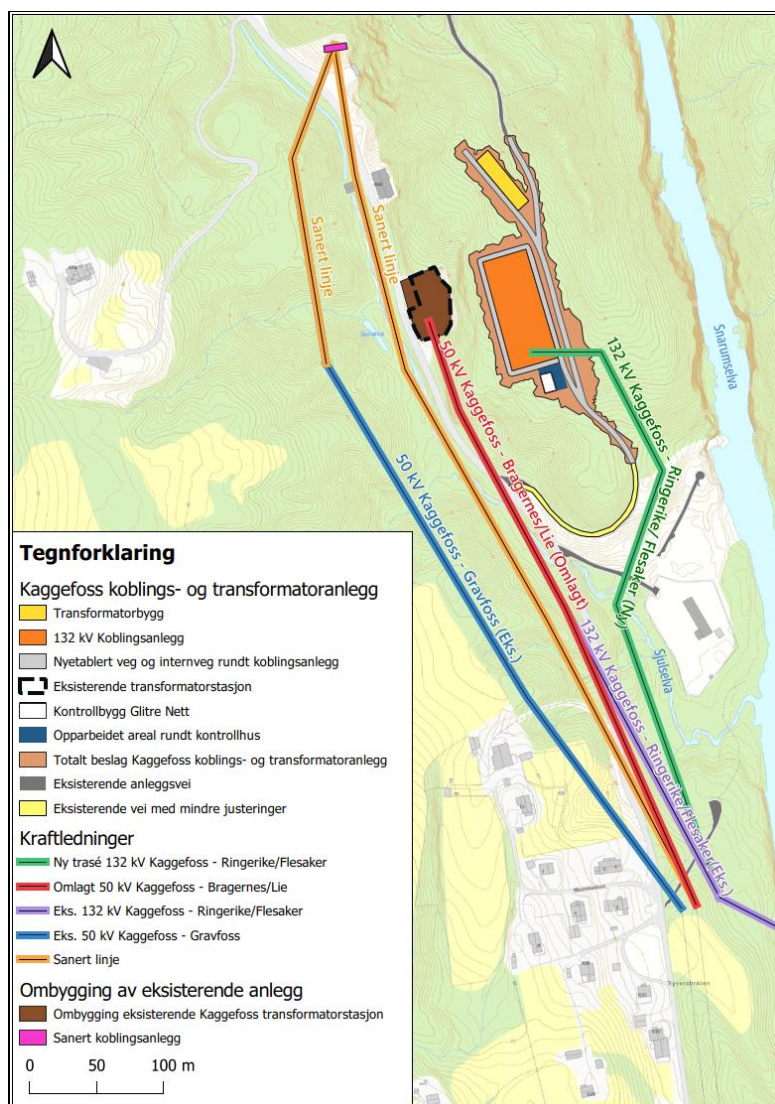 Sanert linje
Sanert linje
Gulselva
50 kV Kaggefoss - Bragernes/Lie (Omlagt)
132 kV Kaggefoss - Ringerike/ Flesaker (Ny)
Snarumselva
50 kV Kaggefoss - Gravfoss (Eks.)
132 kV Kaggefoss - Ringerike/Flesaker(Eks.)
Sjulselva
Tegnforklaring
Kaggefoss koblings- og transformatoranlegg
Transformatorbygg
132 kV Koblingsanlegg
Nyetablert veg og internveg rundt koblingsanlegg
Eksisterende transformatorstasjon
Kontrollbygg Glitre Nett
Opparbeidet areal rundt kontrollhus
Totalt beslag Kaggefoss koblings- og transformatoranlegg
Eksisterende anleggsvei
Eksisterende vei med mindre justeringer
Kraftledninger
Ny trasé 132 kV Kaggefoss - Ringerike/Flesaker
Omlagt 50 kV Kaggefoss - Bragernes/Lie
Eks. 132 kV Kaggefoss - Ringerike/Flesaker
Eks. 50 kV Kaggefoss - Gravfoss
Sanert linje
Ombygging av eksisterende anlegg
Ombygging eksisterende Kaggefoss transformatorstasjon
Sanert koblingsanlegg
0 50 100 m